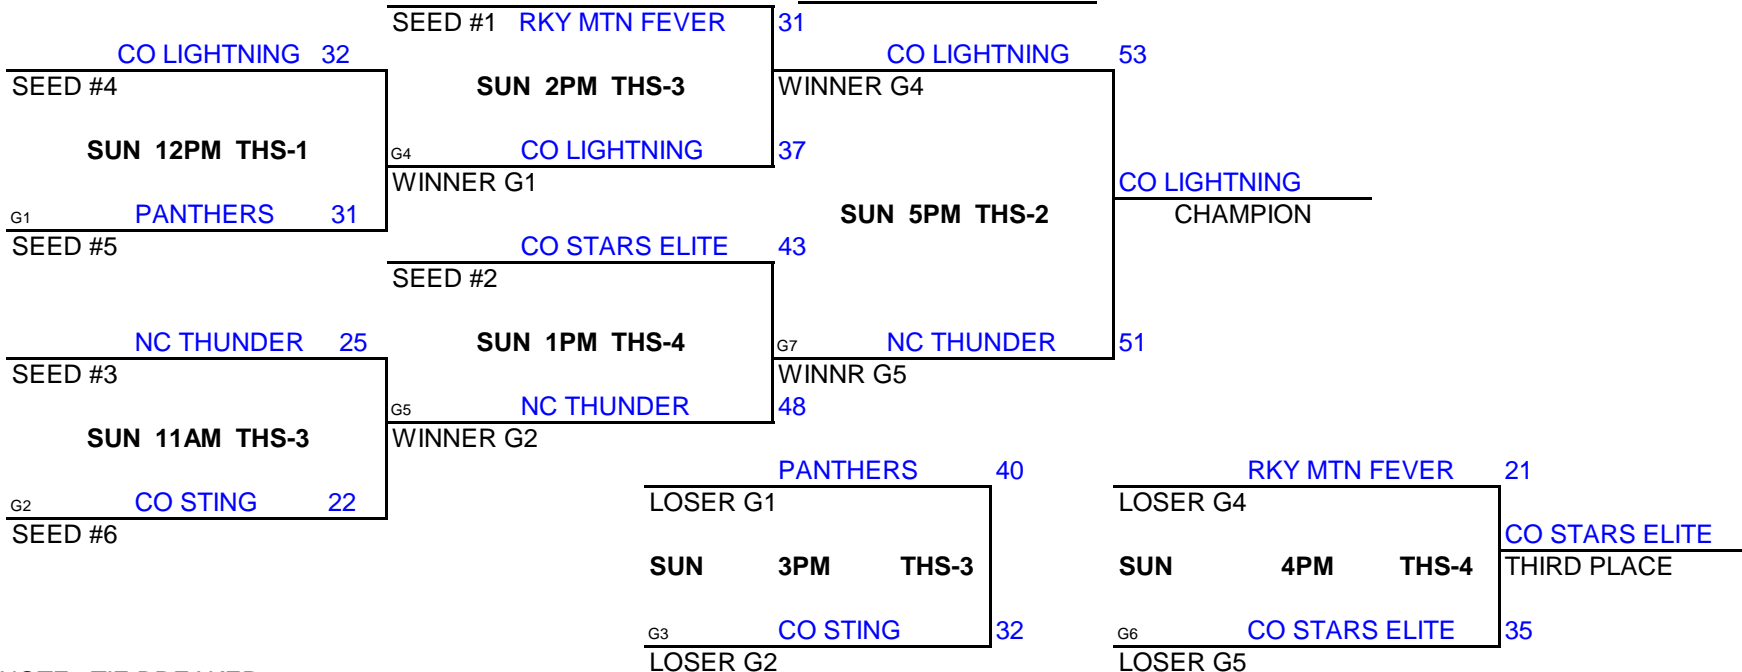 SEED #1 RKY MTN FEVER 31
CO LIGHTNING 32
CO LIGHTNING 53
SEED #4
SUN 2PM THS-3
WINNER G4
SUN 12PM THS-1
G4 CO LIGHTNING 37
WINNER G1
CO LIGHTNING
G1 PANTHERS 31
SUN 5PM THS-2
CHAMPION
SEED #5
CO STARS ELITE 43
SEED #2
NC THUNDER 25
SUN 1PM THS-4
G7 NC THUNDER 51
SEED #3
WINNR G5
G5 NC THUNDER 48
SUN 11AM THS-3
WINNER G2
PANTHERS 40
RKY MTN FEVER 21
G2 CO STING 22
LOSER G1
LOSER G4
SEED #6
CO STARS ELITE
SUN 3PM THS-3
SUN 4PM THS-4
THIRD PLACE
G3 CO STING 32
G6 CO STARS ELITE 35
LOSER G2
LOSER G5